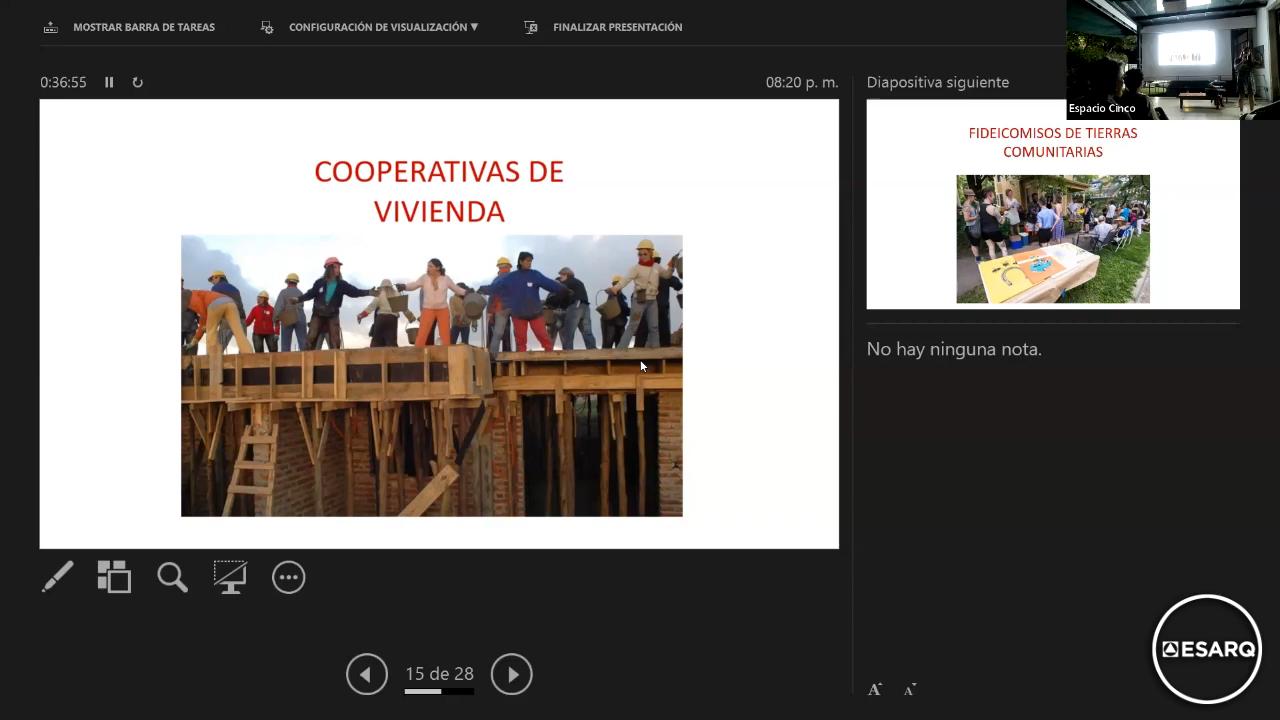 MOSTRAR BARRA DE TAREAS
CONFIGURACIÓN DE VISUALIZACIÓN ▼
FINALIZAR PRESENTACIÓN
Espacio Cinco
0:36:55
08:20 p. m.
Diapositiva siguiente
COOPERATIVAS DE
VIVIENDA
FIDEICOMISOS DE TIERRAS
COMUNITARIAS
No hay ninguna nota.
15 de 28
A A
ESARQ